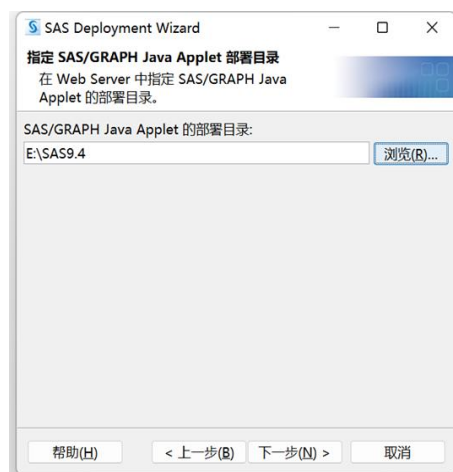 SAS Deployment Wizard
指定 SAS/GRAPH Java Applet 部署目录
在 Web Server 中指定 SAS/GRAPH Java
Applet 的部署目录。
SAS/GRAPH Java Applet 的部署目录:
E:\SAS9.4 浏览(R)...
帮助(H) < 上一步(B) 下一步(N) > 取消